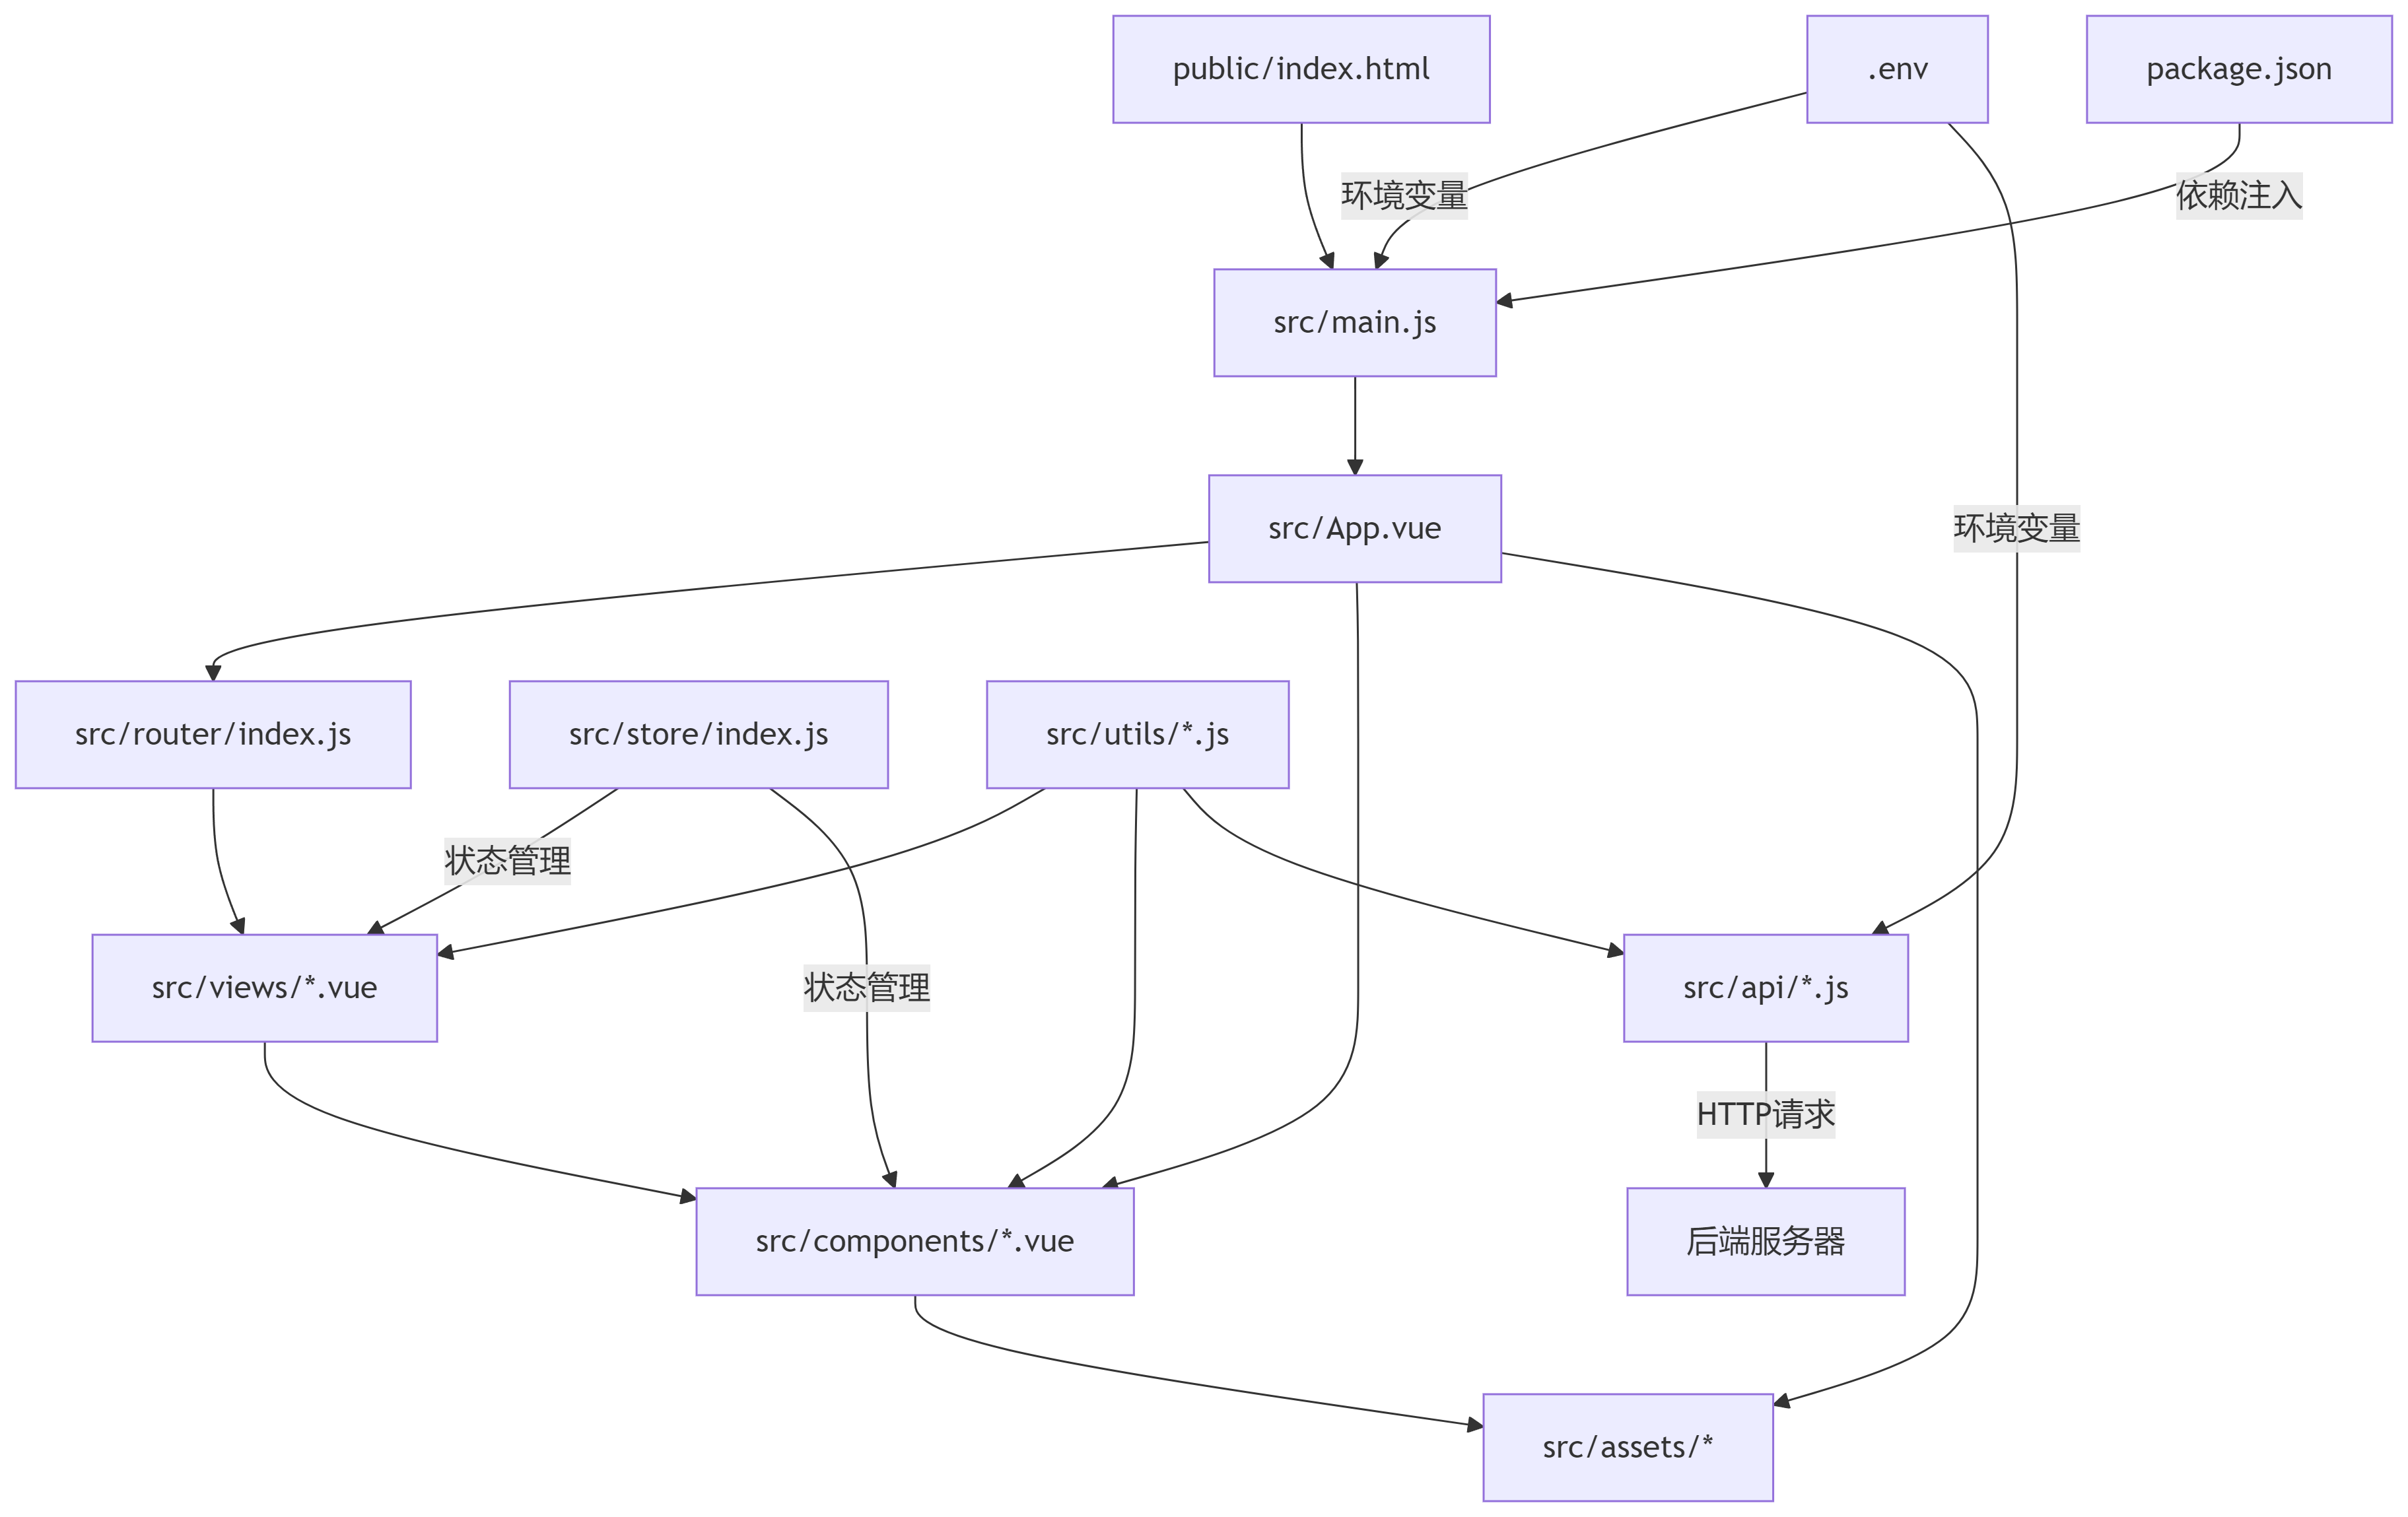 public/index.html
.env
package.json
环境变量
依赖注入
src/main.js
src/App.vue
环境变量
src/router/index.js
src/store/index.js
src/utils/*.js
状态管理
src/views/*.vue
状态管理
src/api/*.js
HTTP请求
src/components/*.vue
后端服务器
src/assets/*